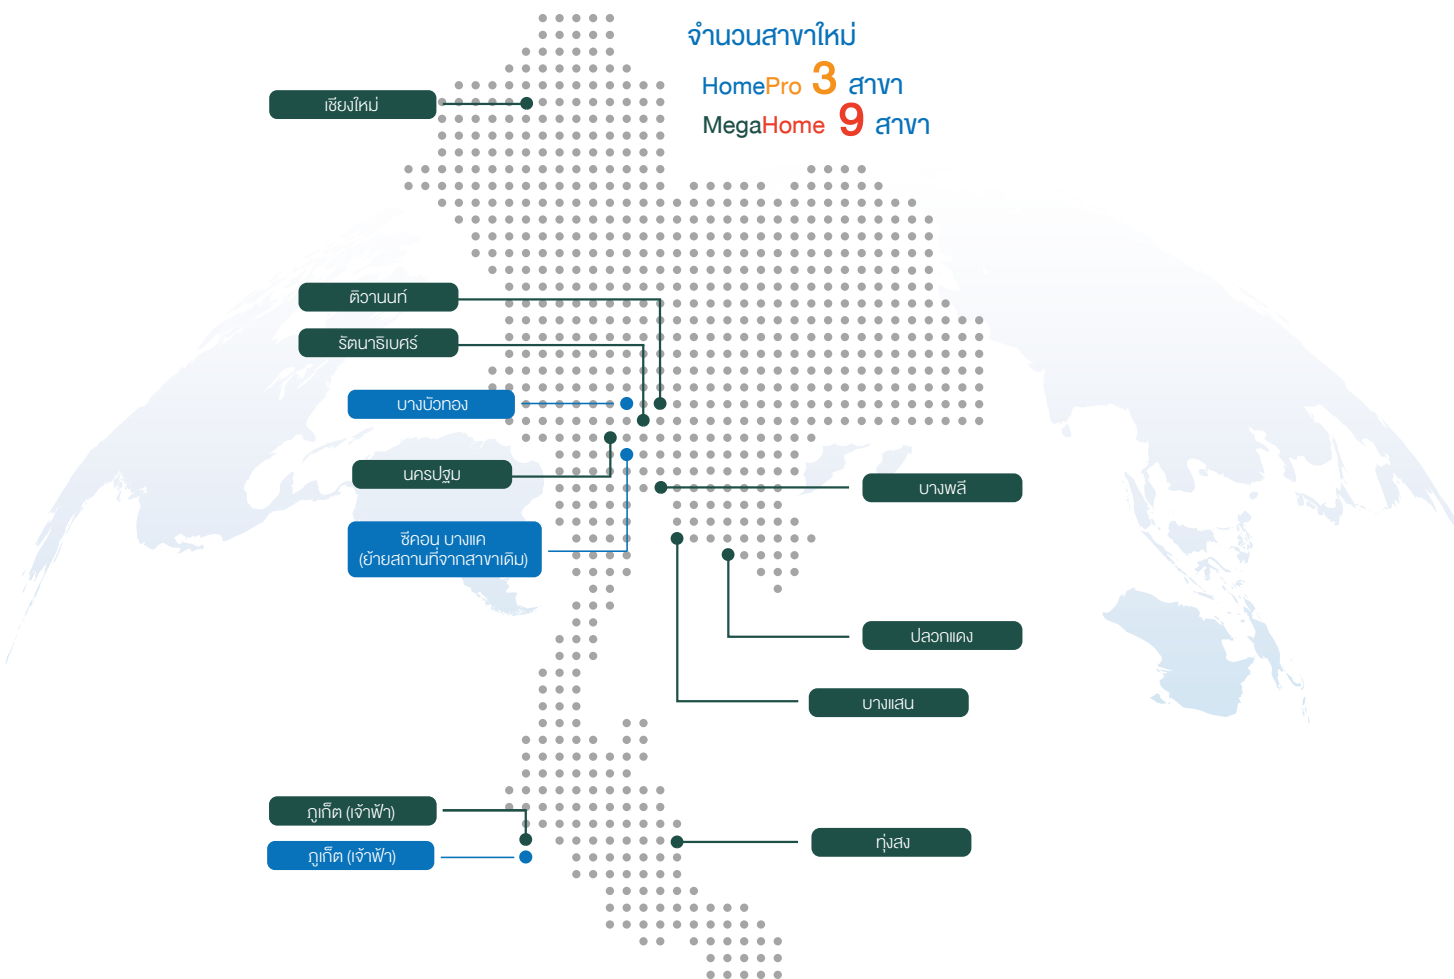 จำนวนสาขาใหม่
HomePro 3 สาขา
MegaHome 9 สาขา
เชียงใหม่
ติวานนท์
รัตนาธิเบศร์
บางบัวทอง
นครปฐม
บางพลี
ซีคอน บางแค
(ย้ายสถานที่จากสาขาเดิม)
ปลวกแดง
บางแสน
ภูเก็ต (เจ้าฟ้า)
ทุ่งสง
ภูเก็ต (เจ้าฟ้า)